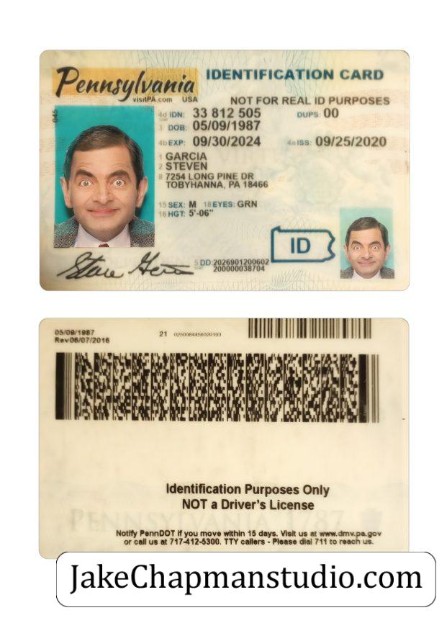 Pennsylvania
visitPA.com USA
IDENTIFICATION CARD
NOT FOR REAL ID PURPOSES
4d IDN: 33 812 505 DUPS: 00
3 DOB: 05/09/1987
4b EXP: 09/30/2024 4a ISS: 09/25/2020
1 GARCIA
2 STEVEN
8 7254 LONG PINE DR
TOBYHANNA, PA 18466
15 SEX: M 18 EYES: GRN
16 HGT: 5'-06"
ID
5 DD: 2026901200602
200000038704
05/09/1987
Rev 06/07/2016
21
Identification Purposes Only
NOT a Driver's License
Notify PennDOT if you move within 15 days. Visit us at www.dmv.pa.gov
or call us at 717-412-5300. TTY callers - Please dial 711 to reach us.
JakeChapmanstudio.com